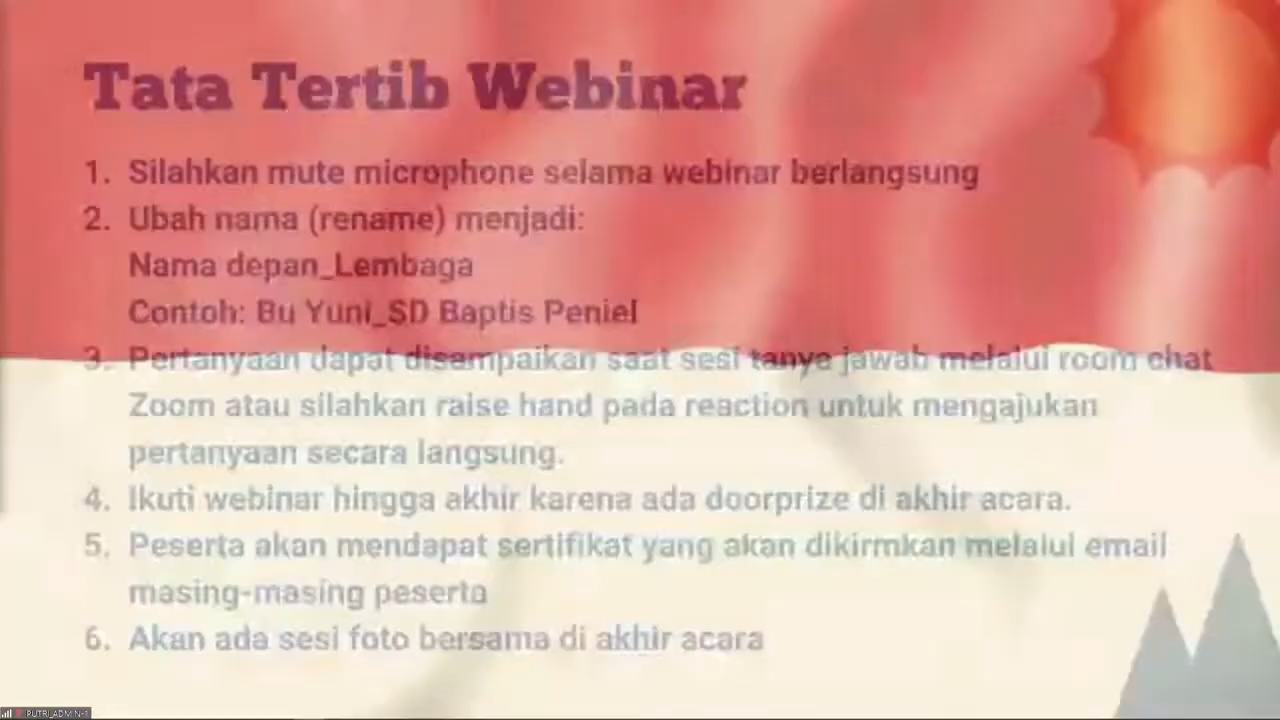 Tata Tertib Webinar
1. Silahkan mute microphone selama webinar berlangsung
2. Ubah nama (rename) menjadi:
Nama depan_Lembaga
Contoh: Bu Yuni_SD Baptis Peniel
3. Pertanyaan dapat disampaikan saat sesi tanya jawab melalui room chat
Zoom atau silahkan raise hand pada reaction untuk mengajukan
pertanyaan secara langsung.
4. Ikuti webinar hingga akhir karena ada doorprize di akhir acara.
5. Peserta akan mendapat sertifikat yang akan dikirmkan melalui email
masing-masing peserta
6. Akan ada sesi foto bersama di akhir acara
PUTRI_ADMIN-1